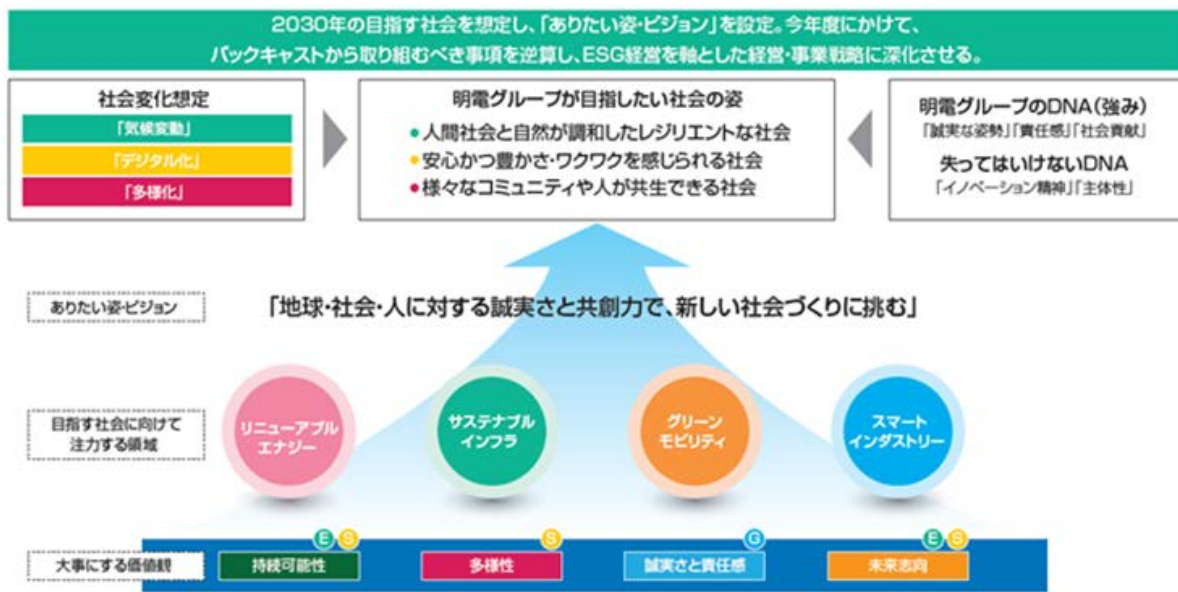 2030年の目指す社会を想定し、「ありたい姿・ビジョン」を設定。今年度にかけて、
バックキャストから取り組むべき事項を逆算し、ESG経営を軸とした経営・事業戦略に深化させる。
社会変化想定
「気候変動」
「デジタル化」
「多様化」
明電グループが目指したい社会の姿
●人間社会と自然が調和したレジリエントな社会
●安心かつ豊かさ・ワクワクを感じられる社会
●様々なコミュニティや人が共生できる社会
明電グループのDNA(強み)
「誠実な姿勢」「責任感」「社会貢献」
失ってはいけないDNA
「イノベーション精神」「主体性」
ありたい姿・ビジョン
「地球・社会・人に対する誠実さと共創力で、新しい社会づくりに挑む」
目指す社会に向けて
注力する領域
リニューアブル
エナジー
サステナブル
インフラ
グリーン
モビリティ
スマート
インダストリー
大事にする価値観
E S
持続可能性
S
多様性
G
誠実さと責任感
E S
未来志向